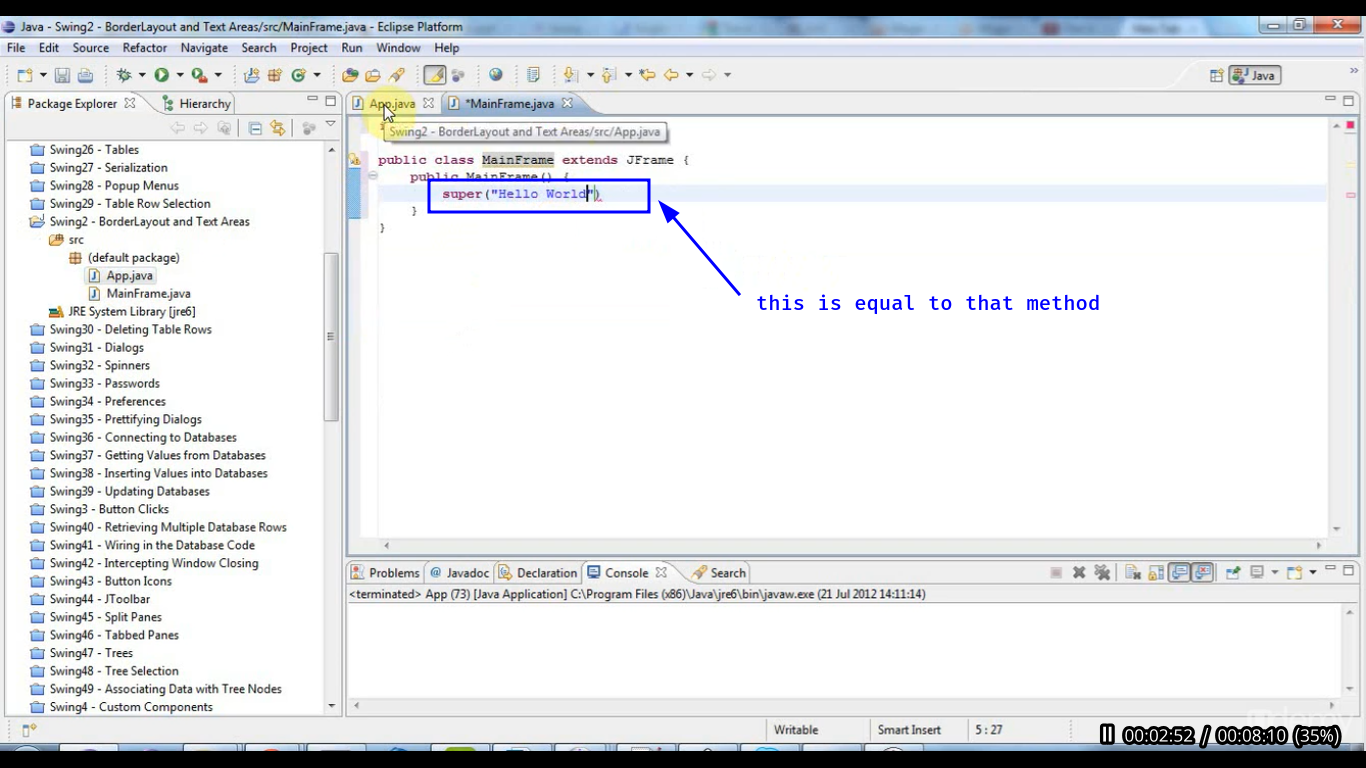 Java - Swing2 - BorderLayout and Text Areas/src/MainFrame.java - Eclipse Platform
File Edit Source Refactor Navigate Search Project Run Window Help
Java
Package Explorer Hierarchy
App.java *MainFrame.java
Swing2 - BorderLayout and Text Areas/src/App.java
public class MainFrame extends JFrame {
public MainFrame() {
super("Hello World")
}
}
this is equal to that method
Swing26 - Tables
Swing27 - Serialization
Swing28 - Popup Menus
Swing29 - Table Row Selection
Swing2 - BorderLayout and Text Areas
src
(default package)
App.java
MainFrame.java
JRE System Library [jre6]
Swing30 - Deleting Table Rows
Swing31 - Dialogs
Swing32 - Spinners
Swing33 - Passwords
Swing34 - Preferences
Swing35 - Prettifying Dialogs
Swing36 - Connecting to Databases
Swing37 - Getting Values from Databases
Swing38 - Inserting Values into Databases
Swing39 - Updating Databases
Swing3 - Button Clicks
Swing40 - Retrieving Multiple Database Rows
Swing41 - Wiring in the Database Code
Swing42 - Intercepting Window Closing
Swing43 - Button Icons
Swing44 - JToolbar
Swing45 - Split Panes
Swing46 - Tabbed Panes
Swing47 - Trees
Swing48 - Tree Selection
Swing49 - Associating Data with Tree Nodes
Swing4 - Custom Components
Problems @ Javadoc Declaration Console Search
<terminated> App (73) [Java Application] C:\Program Files (x86)\Java\jre6\bin\javaw.exe (21 Jul 2012 14:11:14)
Writable Smart Insert 5 : 27
00:02:52 / 00:08:10 (35%)